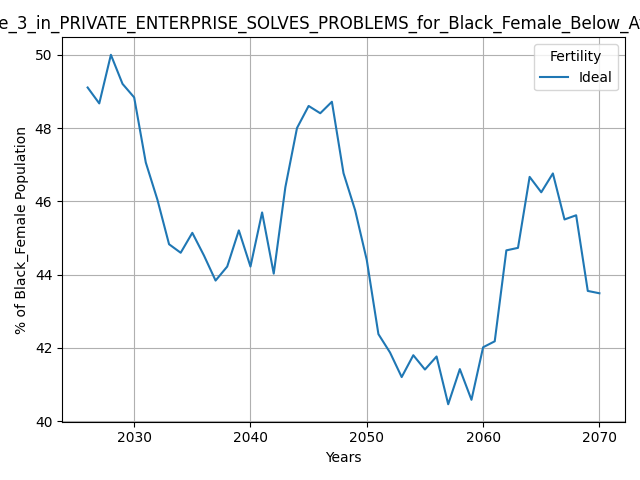 e_3_in_PRIVATE_ENTERPRISE_SOLVES_PROBLEMS_for_Black_Female_Below_A
Fertility
Ideal
50
48
46
44
42
40
% of Black_Female Population
2030 2040 2050 2060 2070
Years